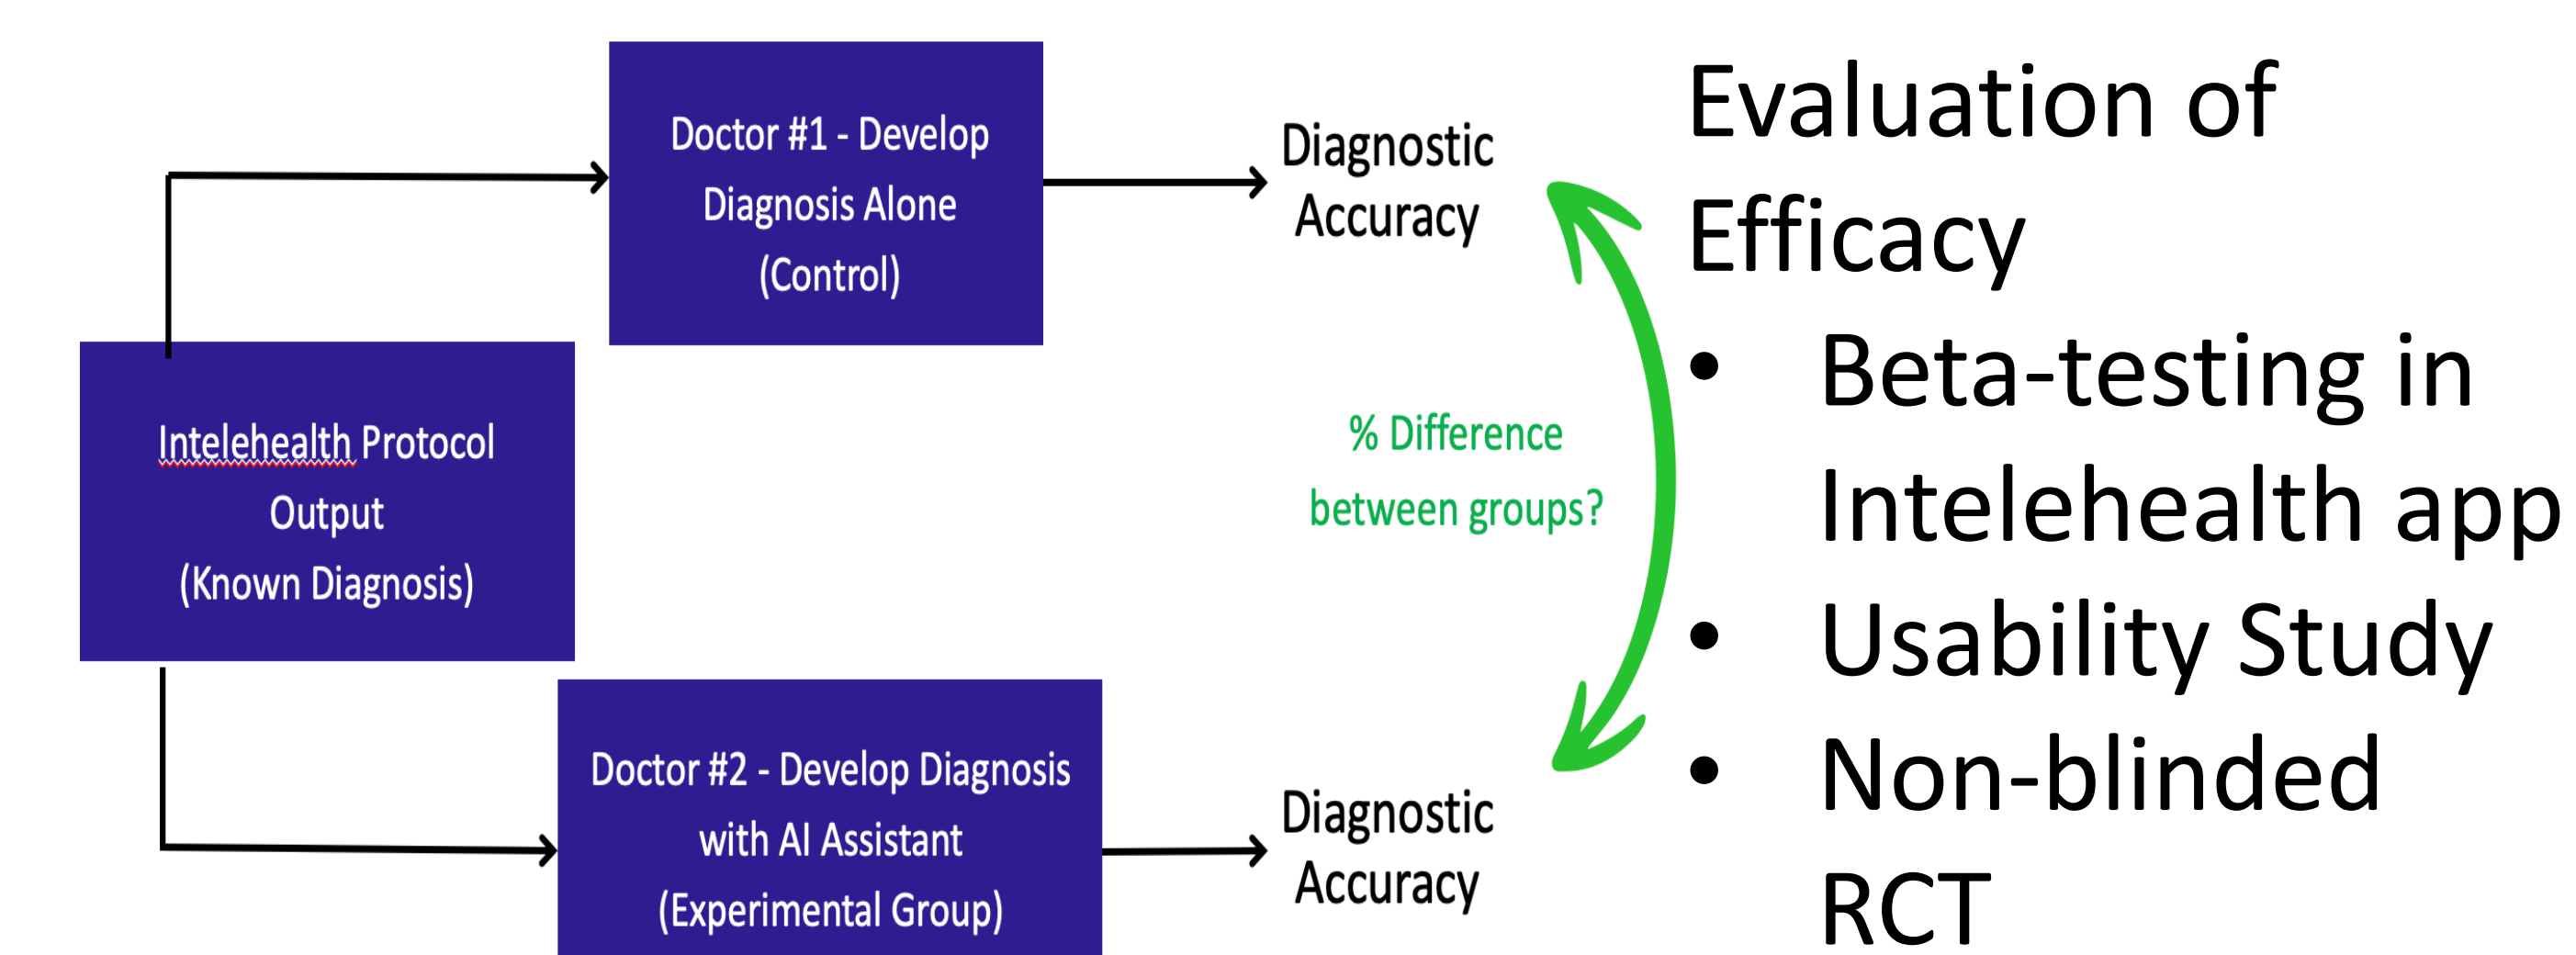 Doctor #1 - Develop
Diagnosis Alone
(Control)
Diagnostic
Accuracy
Intelehealth Protocol
Output
(Known Diagnosis)
% Difference
between groups?
Doctor #2 - Develop Diagnosis
with AI Assistant
(Experimental Group)
Diagnostic
Accuracy
Evaluation of
Efficacy
• Beta-testing in
Intelehealth app
• Usability Study
• Non-blinded
RCT